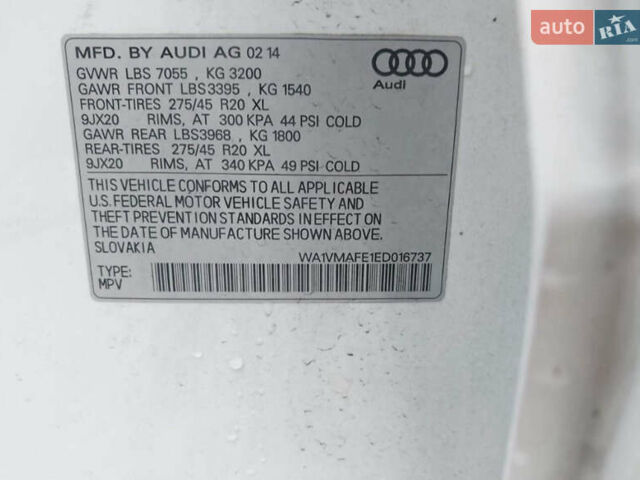 auto RIA.com
MFD. BY AUDI AG 02 14
GVWR LBS 7055 , KG 3200
GAWR FRONT LBS3395 , KG 1540
FRONT-TIRES 275/45 R20 XL
9JX20 RIMS, AT 300 KPA 44 PSI COLD
GAWR REAR LBS3968 , KG 1800
REAR-TIRES 275/45 R20 XL
9JX20 RIMS, AT 340 KPA 49 PSI COLD
Audi
THIS VEHICLE CONFORMS TO ALL APPLICABLE
U.S. FEDERAL MOTOR VEHICLE SAFETY AND
THEFT PREVENTION STANDARDS IN EFFECT ON
THE DATE OF MANUFACTURE SHOWN ABOVE.
SLOVAKIA
WA1VMAFE1ED016737
TYPE:
MPV